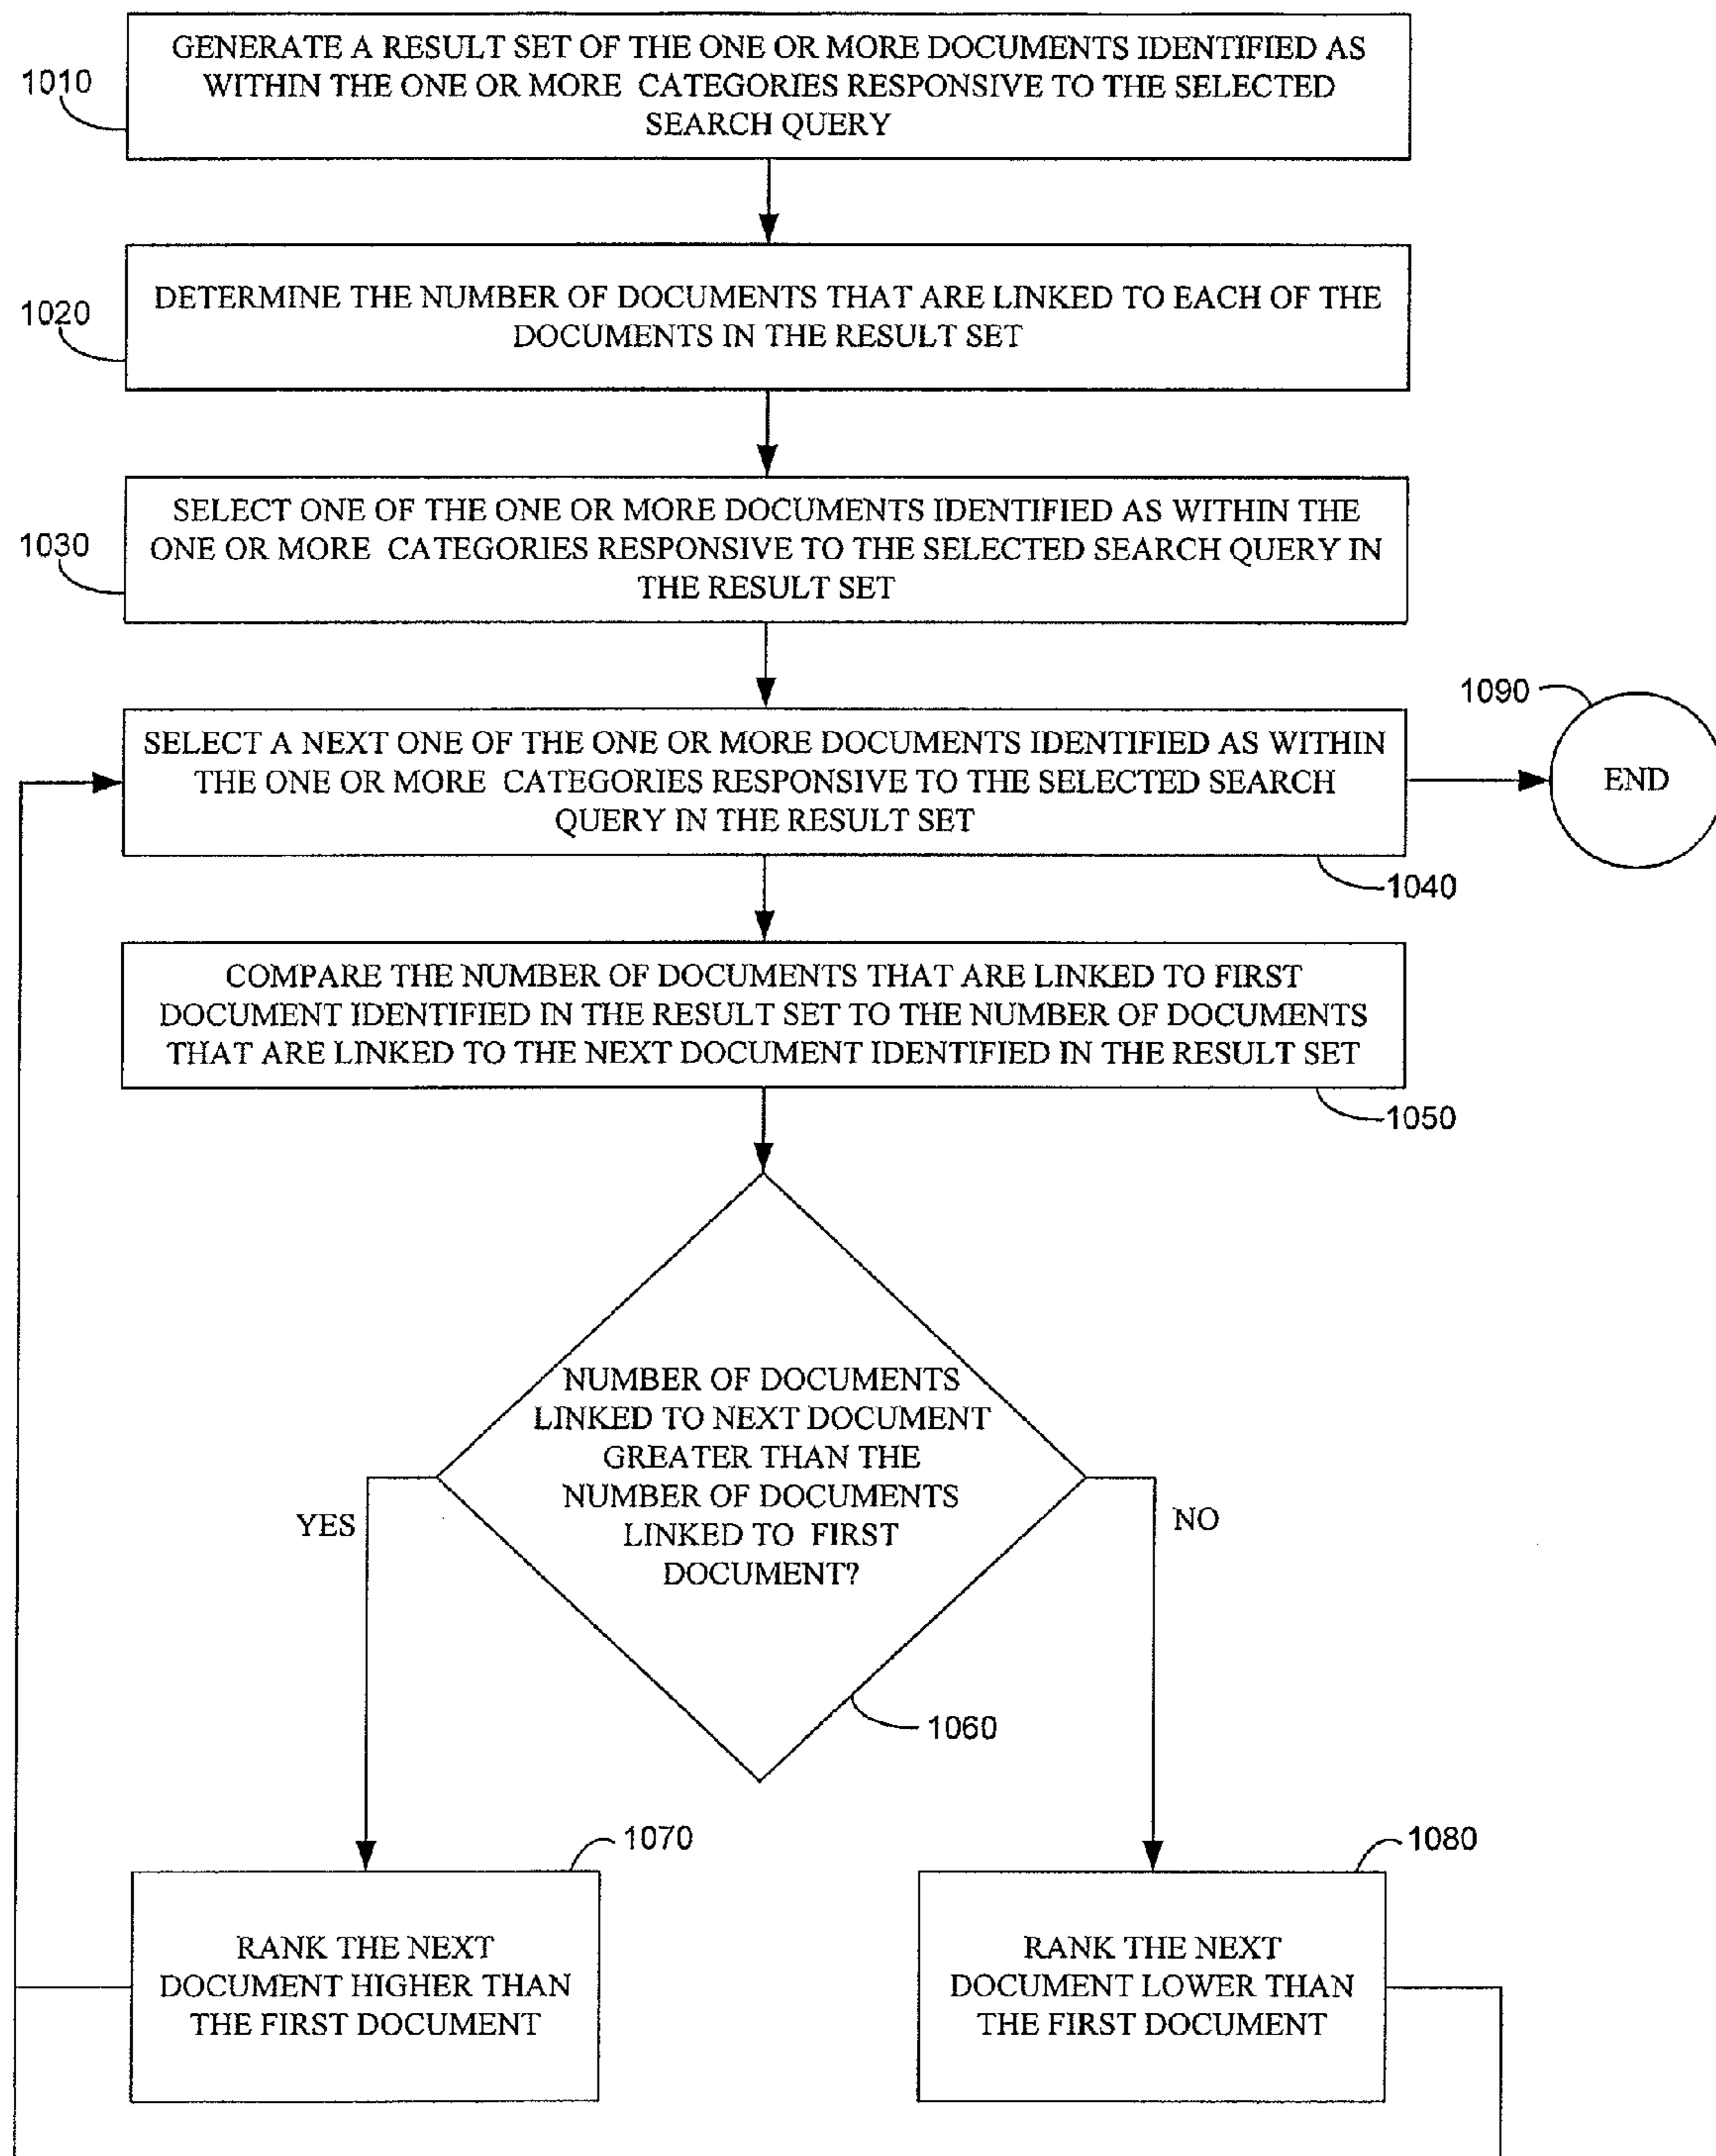 1010
GENERATE A RESULT SET OF THE ONE OR MORE DOCUMENTS IDENTIFIED AS
WITHIN THE ONE OR MORE CATEGORIES RESPONSIVE TO THE SELECTED
SEARCH QUERY
1020
DETERMINE THE NUMBER OF DOCUMENTS THAT ARE LINKED TO EACH OF THE
DOCUMENTS IN THE RESULT SET
1030
SELECT ONE OF THE ONE OR MORE DOCUMENTS IDENTIFIED AS WITHIN THE
ONE OR MORE CATEGORIES RESPONSIVE TO THE SELECTED SEARCH QUERY IN
THE RESULT SET
SELECT A NEXT ONE OF THE ONE OR MORE DOCUMENTS IDENTIFIED AS WITHIN
THE ONE OR MORE CATEGORIES RESPONSIVE TO THE SELECTED SEARCH
QUERY IN THE RESULT SET
1040
1090
END
COMPARE THE NUMBER OF DOCUMENTS THAT ARE LINKED TO FIRST
DOCUMENT IDENTIFIED IN THE RESULT SET TO THE NUMBER OF DOCUMENTS
THAT ARE LINKED TO THE NEXT DOCUMENT IDENTIFIED IN THE RESULT SET
1050
NUMBER OF DOCUMENTS
LINKED TO NEXT DOCUMENT
GREATER THAN THE
NUMBER OF DOCUMENTS
LINKED TO FIRST
DOCUMENT?
YES
NO
1060
1070
RANK THE NEXT
DOCUMENT HIGHER THAN
THE FIRST DOCUMENT
1080
RANK THE NEXT
DOCUMENT LOWER THAN
THE FIRST DOCUMENT